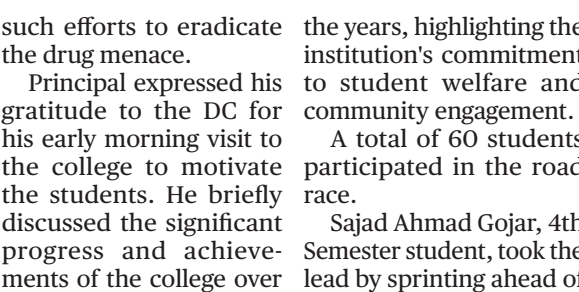 such efforts to eradicate
the drug menace.
Principal expressed his
gratitude to the DC for
his early morning visit to
the college to motivate
the students. He briefly
discussed the significant
progress and achieve-
ments of the college over
the years, highlighting the
institution's commitment
to student welfare and
community engagement.
A total of 60 students
participated in the road
race.
Sajad Ahmad Gojar, 4th
Semester student, took the
lead by sprinting ahead of